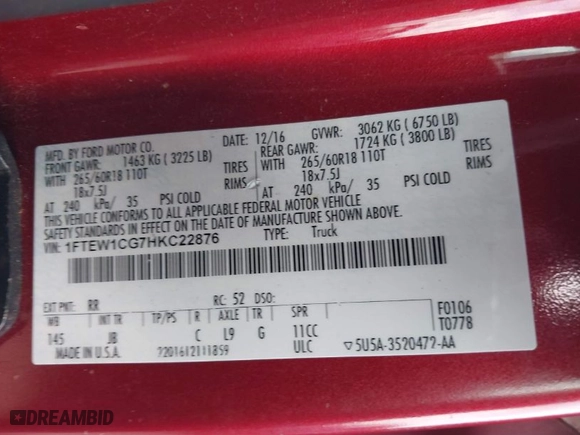 MFD. BY FORD MOTOR CO.
DATE: 12/16 GVWR: 3062 KG ( 6750 LB)
FRONT GAWR: 1463 KG ( 3225 LB)
REAR GAWR: 1724 KG ( 3800 LB)
WITH 265/60R18 110T TIRES
WITH 265/60R18 110T TIRES
18x7.5J RIMS
18x7.5J RIMS
AT 240 kPa/ 35 PSI COLD
AT 240 kPa/ 35 PSI COLD
THIS VEHICLE CONFORMS TO ALL APPLICABLE FEDERAL MOTOR VEHICLE
SAFETY STANDARDS IN EFFECT ON THE DATE OF MANUFACTURE SHOWN ABOVE.
VIN: 1FTEW1CG7HKC22876 TYPE: Truck
EXT PNT: RR RC: 52 DSO:
WB INT TR TP/PS R AXLE TR SPR
145 JB C L9 G 11CC
F0106
T0778
MADE IN U.S.A. 7201612111859 ULC ▽5U5A-3520472-AA
DREAMBID